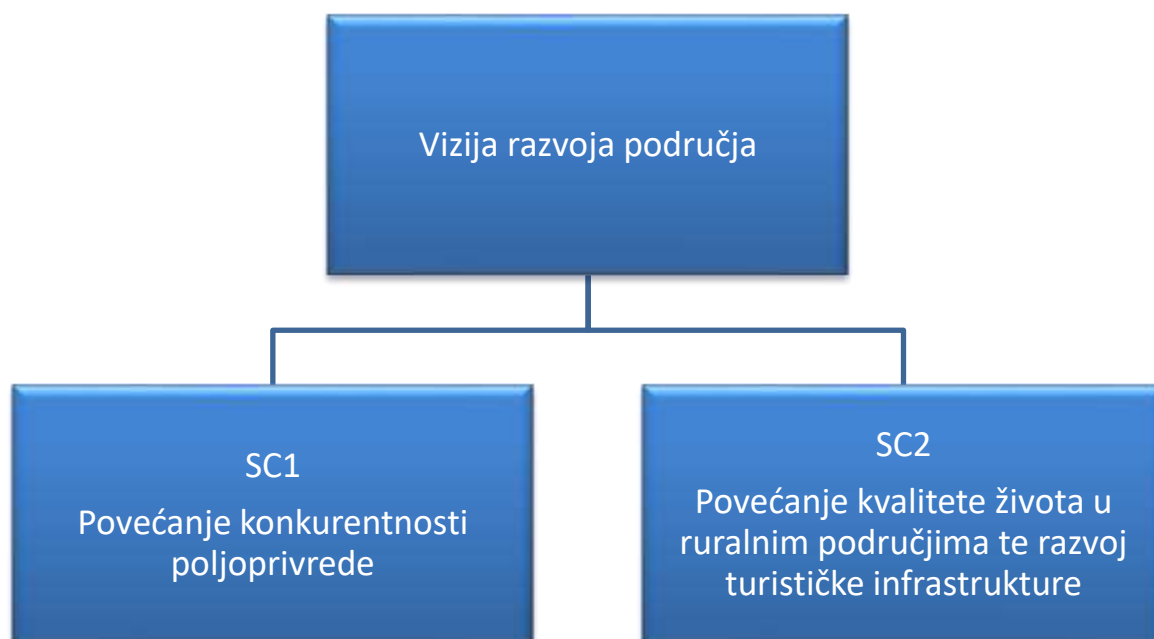 Vizija razvoja područja
SC1
Povećanje konkurentnosti
poljoprivrede
SC2
Povećanje kvalitete života u
ruralnim područjima te razvoj
turističke infrastrukture